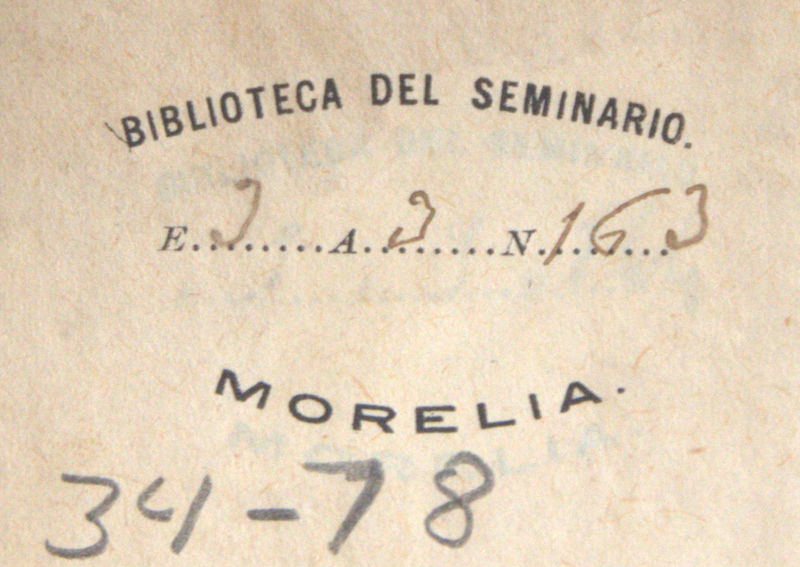 BIBLIOTECA DEL SEMINARIO.
E. 3 A. 3 N. 163
MORELIA.
34-78